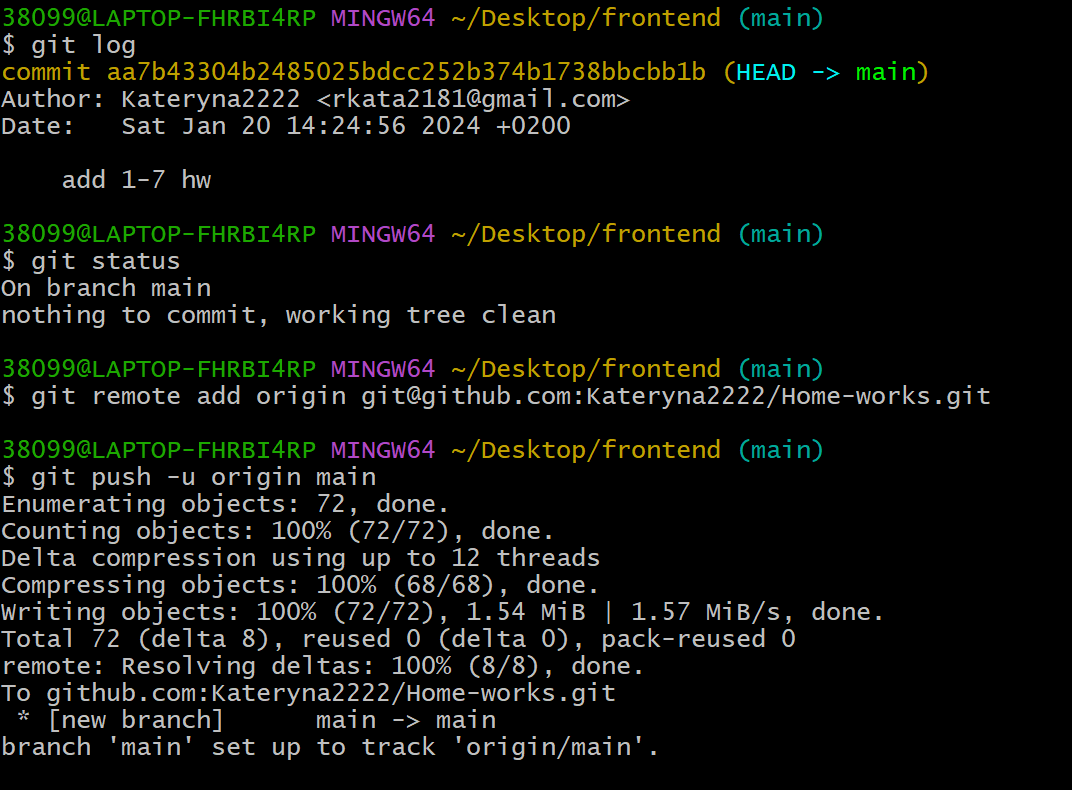 38099@LAPTOP-FHRBI4RP MINGW64 ~/Desktop/frontend (main)
$ git log
commit aa7b43304b2485025bdcc252b374b1738bbcbb1b (HEAD -> main)
Author: Kateryna2222 <rkata2181@gmail.com>
Date:   Sat Jan 20 14:24:56 2024 +0200
    add 1-7 hw
38099@LAPTOP-FHRBI4RP MINGW64 ~/Desktop/frontend (main)
$ git status
On branch main
nothing to commit, working tree clean
38099@LAPTOP-FHRBI4RP MINGW64 ~/Desktop/frontend (main)
$ git remote add origin git@github.com:Kateryna2222/Home-works.git
38099@LAPTOP-FHRBI4RP MINGW64 ~/Desktop/frontend (main)
$ git push -u origin main
Enumerating objects: 72, done.
Counting objects: 100% (72/72), done.
Delta compression using up to 12 threads
Compressing objects: 100% (68/68), done.
Writing objects: 100% (72/72), 1.54 MiB | 1.57 MiB/s, done.
Total 72 (delta 8), reused 0 (delta 0), pack-reused 0
remote: Resolving deltas: 100% (8/8), done.
To github.com:Kateryna2222/Home-works.git
 * [new branch]      main -> main
branch 'main' set up to track 'origin/main'.